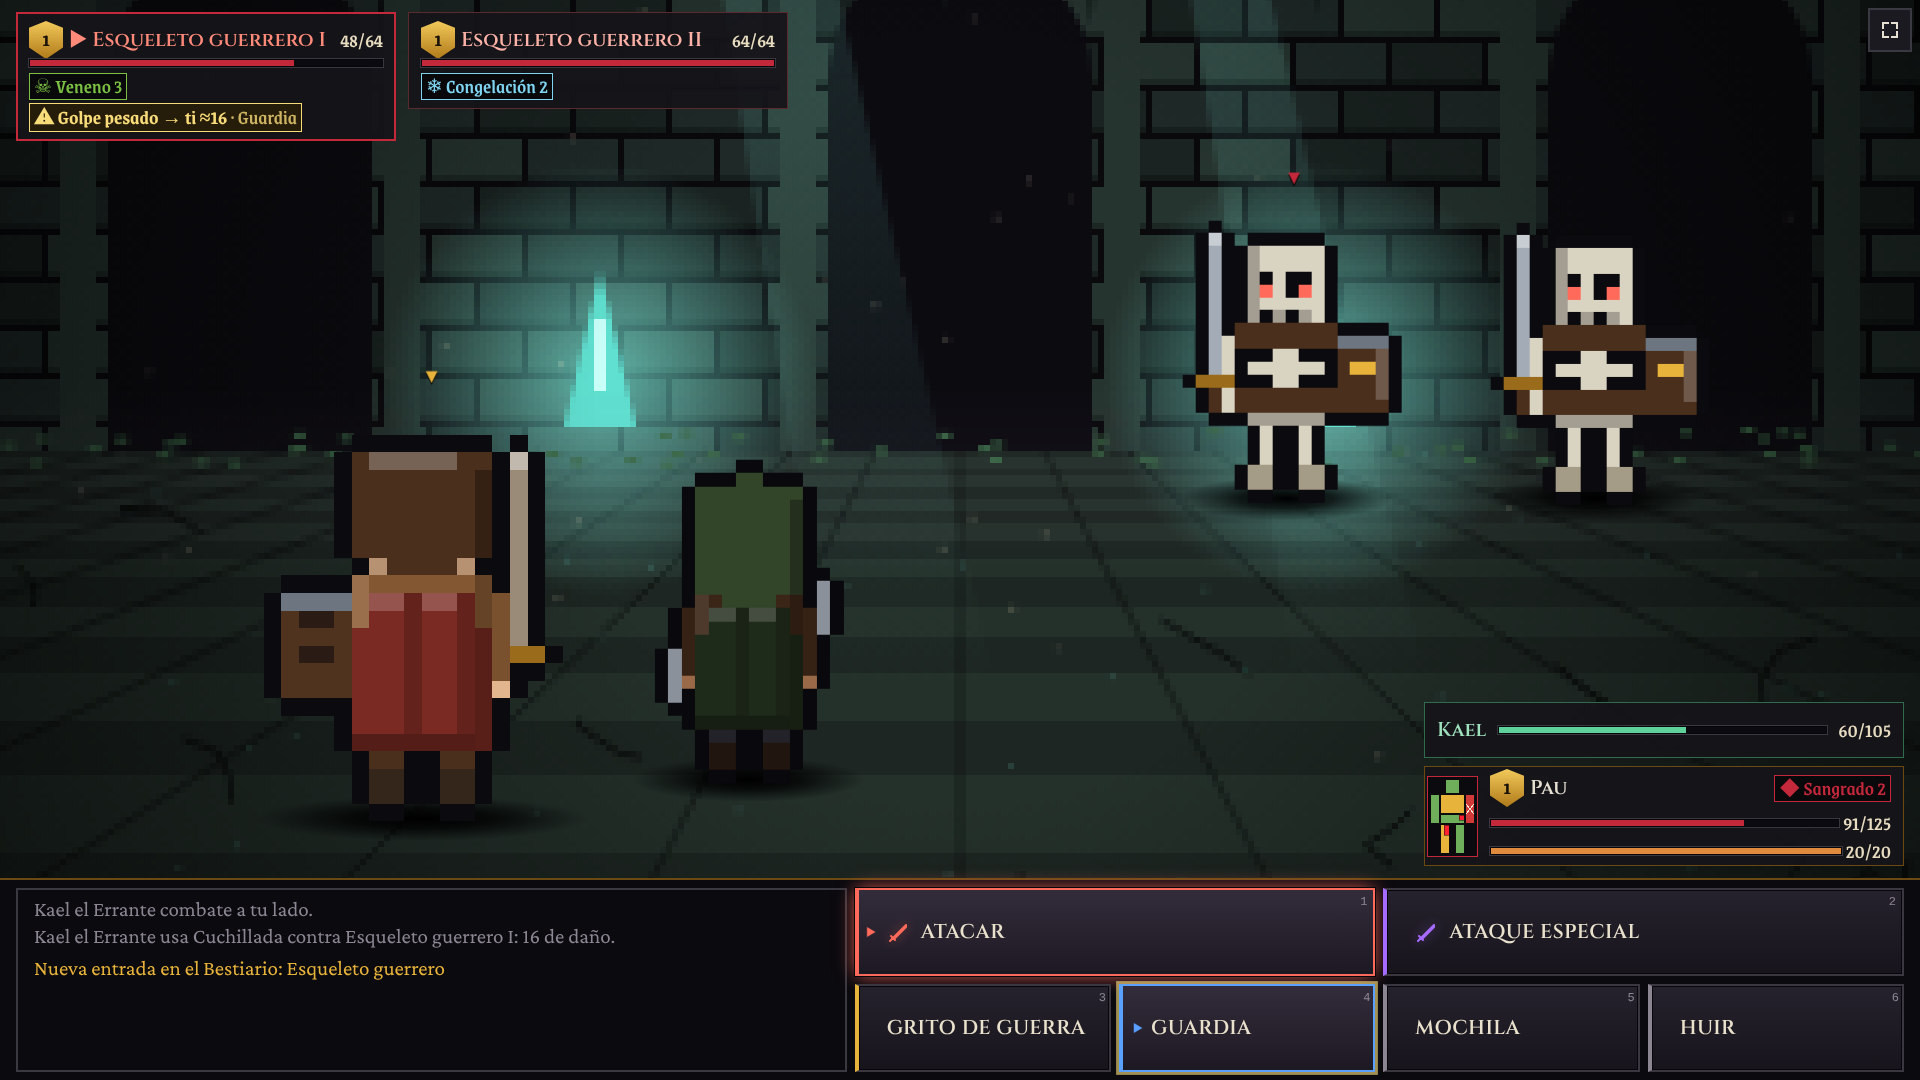 1 Esqueleto guerrero I 48/64
Veneno 3
Golpe pesado → ti ≈16 · Guardia
1 Esqueleto guerrero II 64/64
Congelación 2
Kael 60/105
1 Pau Sangrado 2
91/125
20/20
Kael el Errante combate a tu lado.
Kael el Errante usa Cuchillada contra Esqueleto guerrero I: 16 de daño.
Nueva entrada en el Bestiario: Esqueleto guerrero
ATACAR 1
ATAQUE ESPECIAL 2
GRITO DE GUERRA 3
GUARDIA 4
MOCHILA 5
HUIR 6